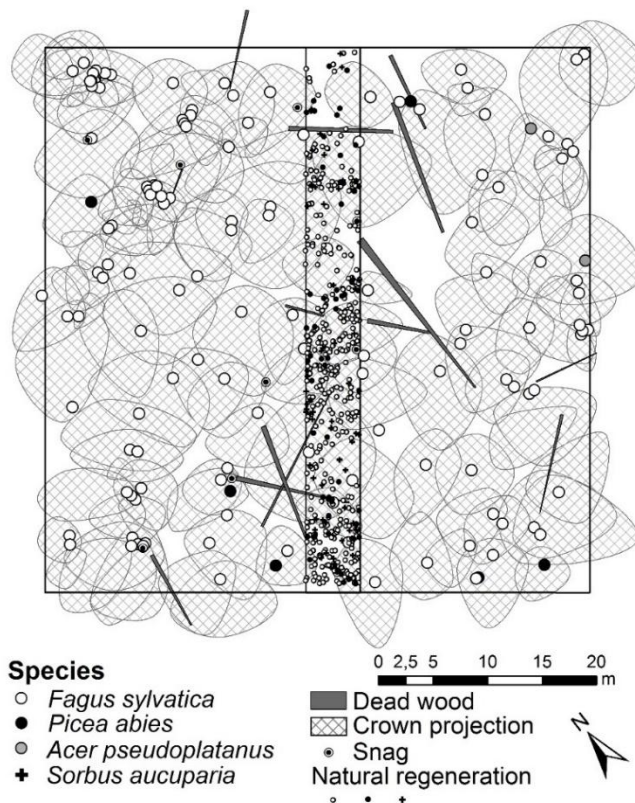 Species
Fagus sylvatica
Picea abies
Acer pseudoplatanus
Sorbus aucuparia
0 2,5 5 10 15 20
m
Dead wood
Crown projection
Snag
Natural regeneration
N